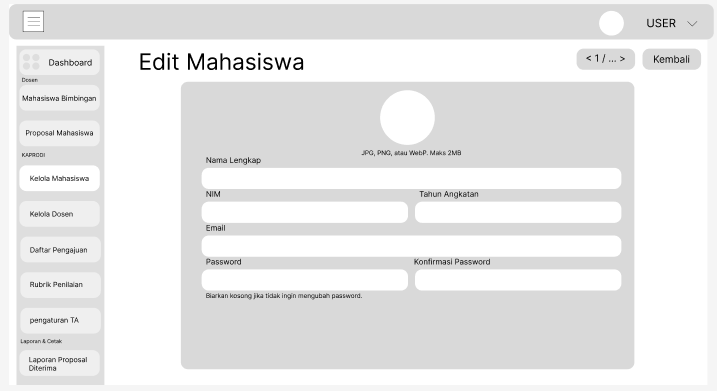 USER
Dashboard
Dosen
Mahasiswa Bimbingan
Proposal Mahasiswa
KAPRODI
Kelola Mahasiswa
Kelola Dosen
Daftar Pengajuan
Rubrik Penilaian
pengaturan TA
Laporan & Cetak
Laporan Proposal
Diterima
Edit Mahasiswa
< 1 / ... >
Kembali
JPG, PNG, atau WebP. Maks 2MB
Nama Lengkap
NIM
Tahun Angkatan
Email
Password
Konfirmasi Password
Biarkan kosong jika tidak ingin mengubah password.